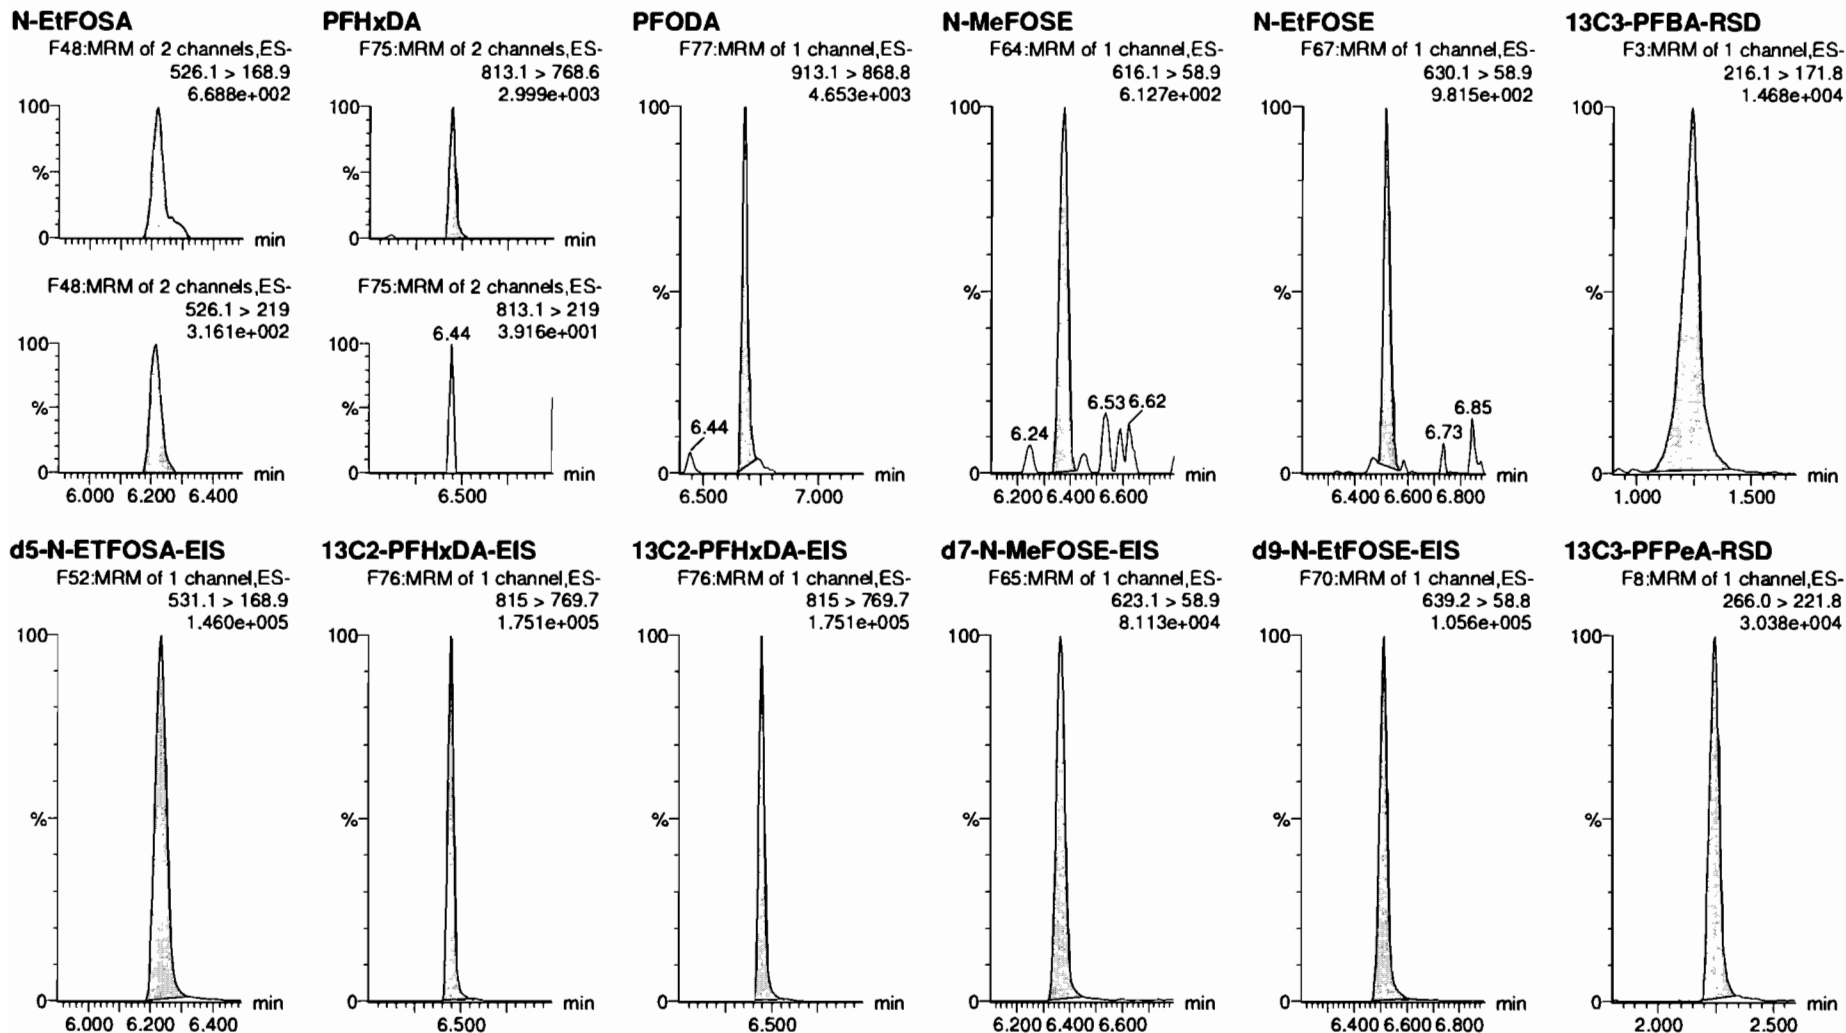 N-EtFOSA
F48:MRM of 2 channels,ES-
526.1 > 168.9
6.688e+002
100
%
0
min
F48:MRM of 2 channels,ES-
526.1 > 219
3.161e+002
100
%
0
min
6.000 6.200 6.400
PFHxDA
F75:MRM of 2 channels,ES-
813.1 > 768.6
2.999e+003
100
%
0
min
F75:MRM of 2 channels,ES-
813.1 > 219
6.44 3.916e+001
100
%
0
min
6.500
PFODA
F77:MRM of 1 channel,ES-
913.1 > 868.8
4.653e+003
100
%
6.44
0
min
6.500 7.000
N-MeFOSE
F64:MRM of 1 channel,ES-
616.1 > 58.9
6.127e+002
100
%
6.24 6.53 6.62
0
min
6.200 6.400 6.600
N-EtFOSE
F67:MRM of 1 channel,ES-
630.1 > 58.9
9.815e+002
100
%
6.73 6.85
0
min
6.400 6.600 6.800
13C3-PFBA-RSD
F3:MRM of 1 channel,ES-
216.1 > 171.8
1.468e+004
100
%
0
min
1.000 1.500
d5-N-ETFOSA-EIS
F52:MRM of 1 channel,ES-
531.1 > 168.9
1.460e+005
100
%
0
min
6.000 6.200 6.400
13C2-PFHxDA-EIS
F76:MRM of 1 channel,ES-
815 > 769.7
1.751e+005
100
%
0
min
6.500
13C2-PFHxDA-EIS
F76:MRM of 1 channel,ES-
815 > 769.7
1.751e+005
100
%
0
min
6.500
d7-N-MeFOSE-EIS
F65:MRM of 1 channel,ES-
623.1 > 58.9
8.113e+004
100
%
0
min
6.200 6.400 6.600
d9-N-EtFOSE-EIS
F70:MRM of 1 channel,ES-
639.2 > 58.8
1.056e+005
100
%
0
min
6.400 6.600 6.800
13C3-PFPeA-RSD
F8:MRM of 1 channel,ES-
266.0 > 221.8
3.038e+004
100
%
0
min
2.000 2.500